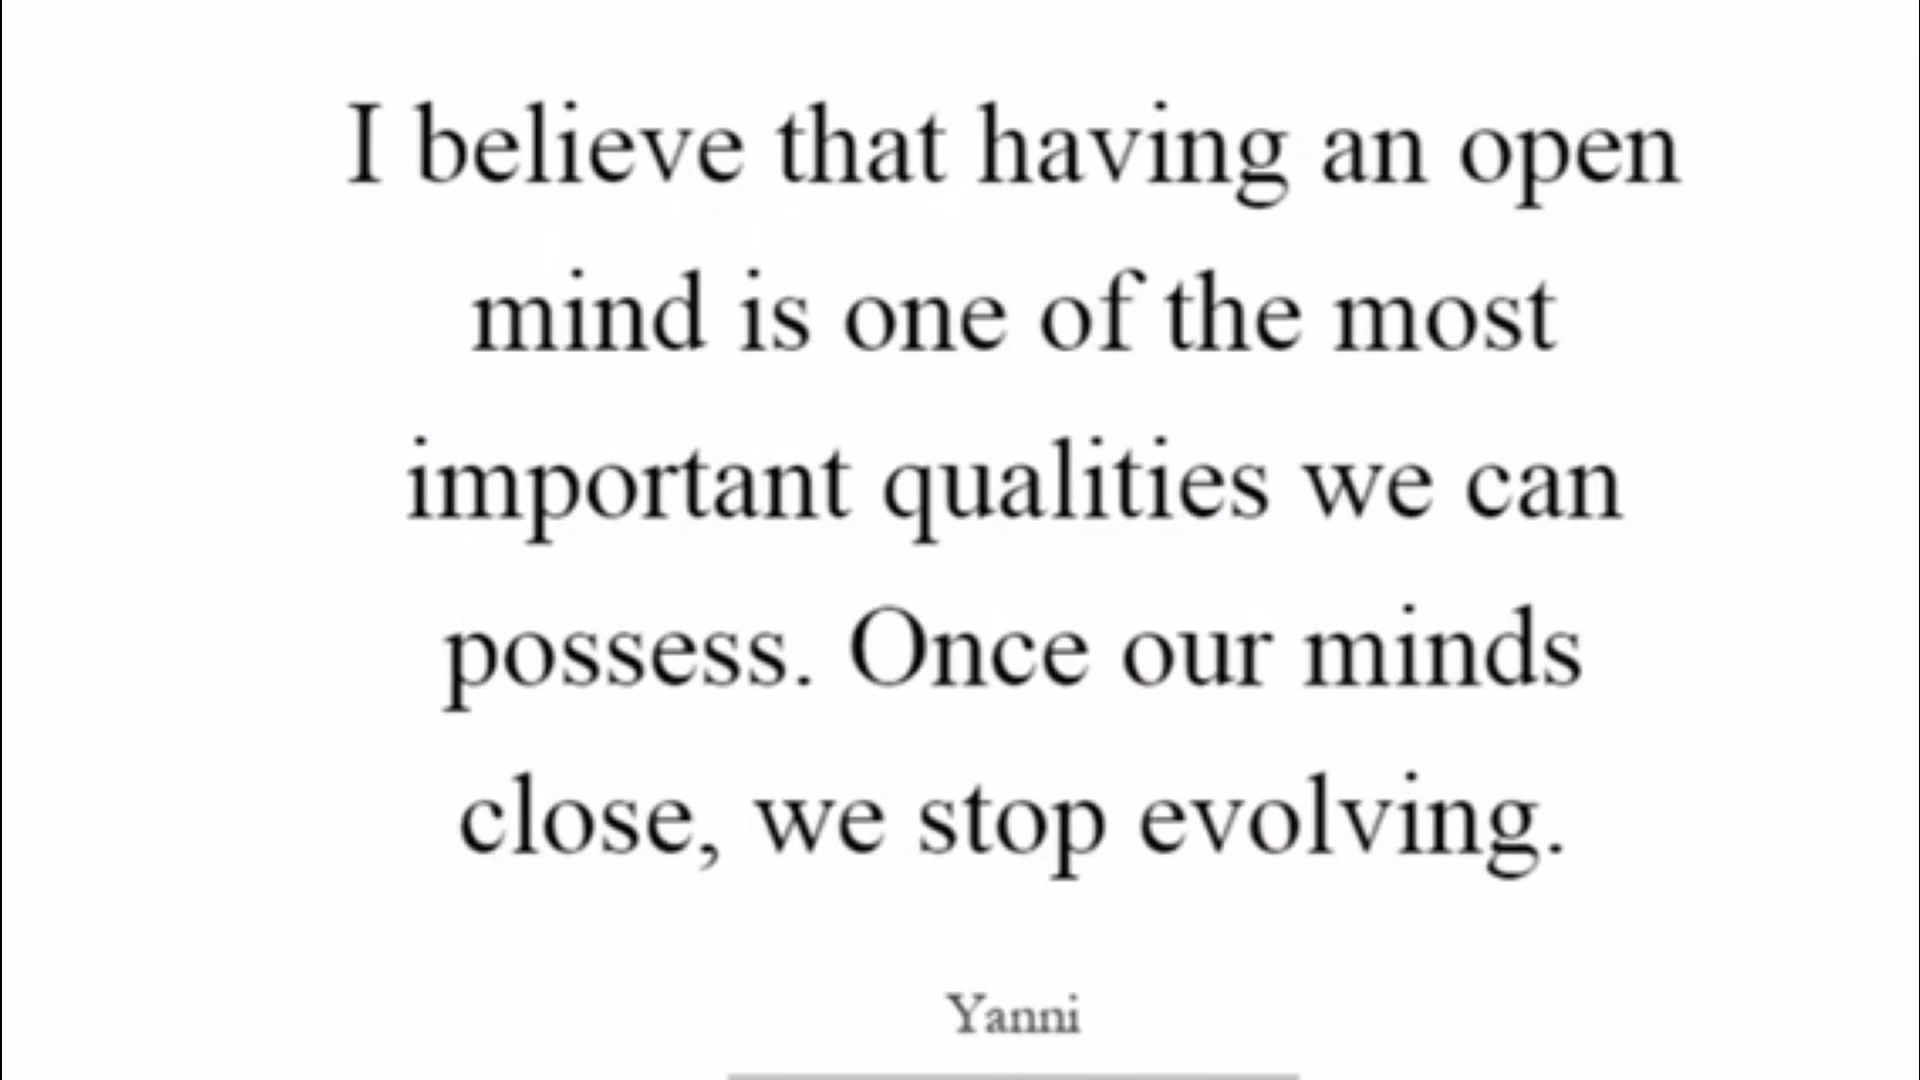 I believe that having an open
mind is one of the most
important qualities we can
possess. Once our minds
close, we stop evolving.
Yanni